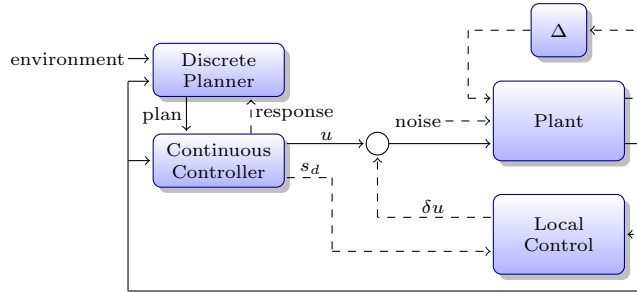 Δ
environment
Discrete
Planner
plan
response
noise
Plant
u
Continuous
Controller
s_d
δu
Local
Control